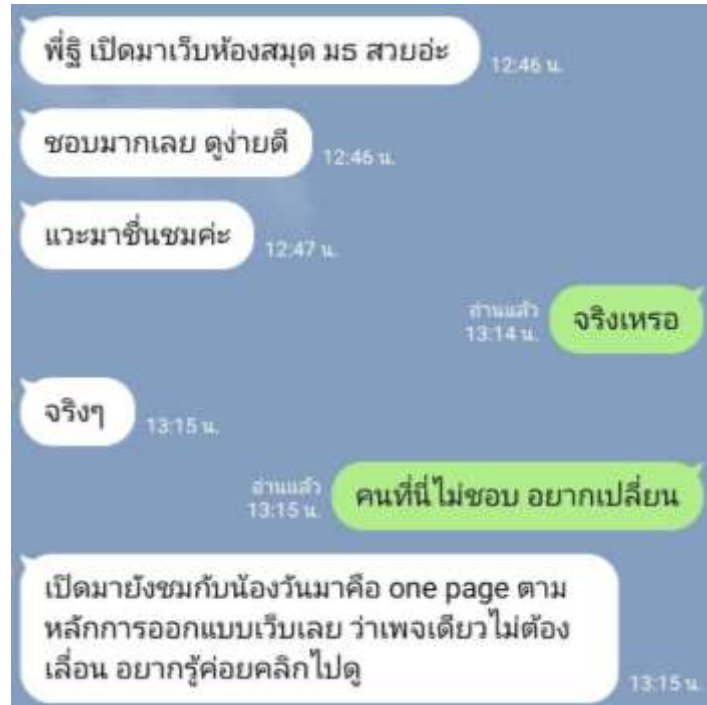 พี่ฐิ เปิดมาเว็บห้องสมุด มธ สวยอ่ะ
12:46 น.
ชอบมากเลย ดูง่ายดี
12:46 น.
แวะมาชื่นชมค่ะ
12:47 น.
อ่านแล้ว
13:14 น.
จริงเหรอ
จริงๆ
13:15 น.
อ่านแล้ว
13:15 น.
คนที่นี่ไม่ชอบ อยากเปลี่ยน
เปิดมายังชมกับน้องวันมาคือ one page ตาม
หลักการออกแบบเว็บเลย ว่าเพจเดียวไม่ต้อง
เลื่อน อยากรู้ค่อยคลิกไปดู
13:15 น.